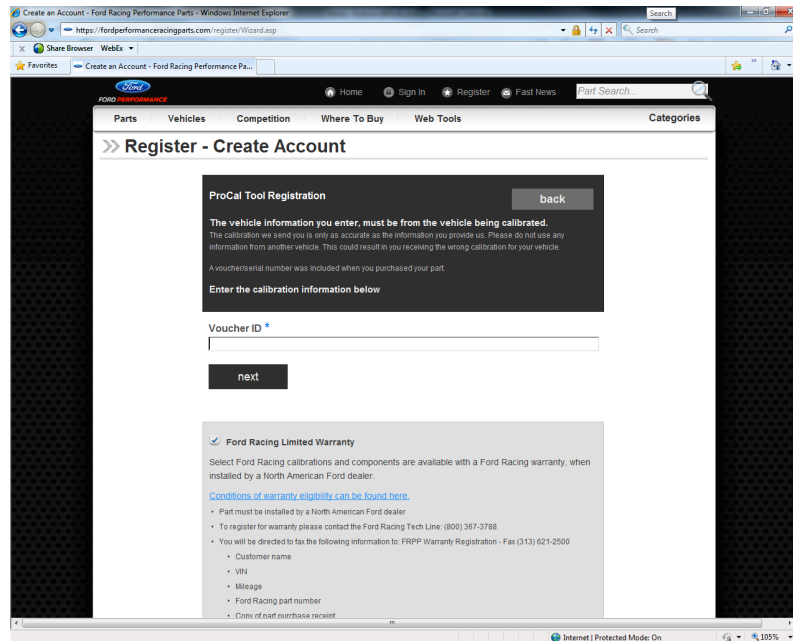 Create an Account - Ford Racing Performance Parts - Windows Internet Explorer
Search
https://fordperformanceracingparts.com/register/Wizard.asp
Search
x Share Browser WebEx
Favorites Create an Account - Ford Racing Performance Pa...
Ford
FORD PERFORMANCE
Home Sign In Register Fast News Part Search...
Parts Vehicles Competition Where To Buy Web Tools Categories
Register - Create Account
ProCal Tool Registration
back
The vehicle information you enter, must be from the vehicle being calibrated.
The calibration we send you is only as accurate as the information you provide us. Please do not use any
information from another vehicle. This could result in you receiving the wrong calibration for your vehicle.
A voucher/serial number was included when you purchased your part.
Enter the calibration information below
Voucher ID *
next
Ford Racing Limited Warranty
Select Ford Racing calibrations and components are available with a Ford Racing warranty, when
installed by a North American Ford dealer.
Conditions of warranty eligibility can be found here.
• Part must be installed by a North American Ford dealer
• To register for warranty please contact the Ford Racing Tech Line: (800) 367-3788
• You will be directed to fax the following information to: FRPP Warranty Registration - Fax (313) 621-2500
• Customer name
• VIN
• Mileage
• Ford Racing part number
• Copy of part purchase receipt
Internet | Protected Mode: On 105%